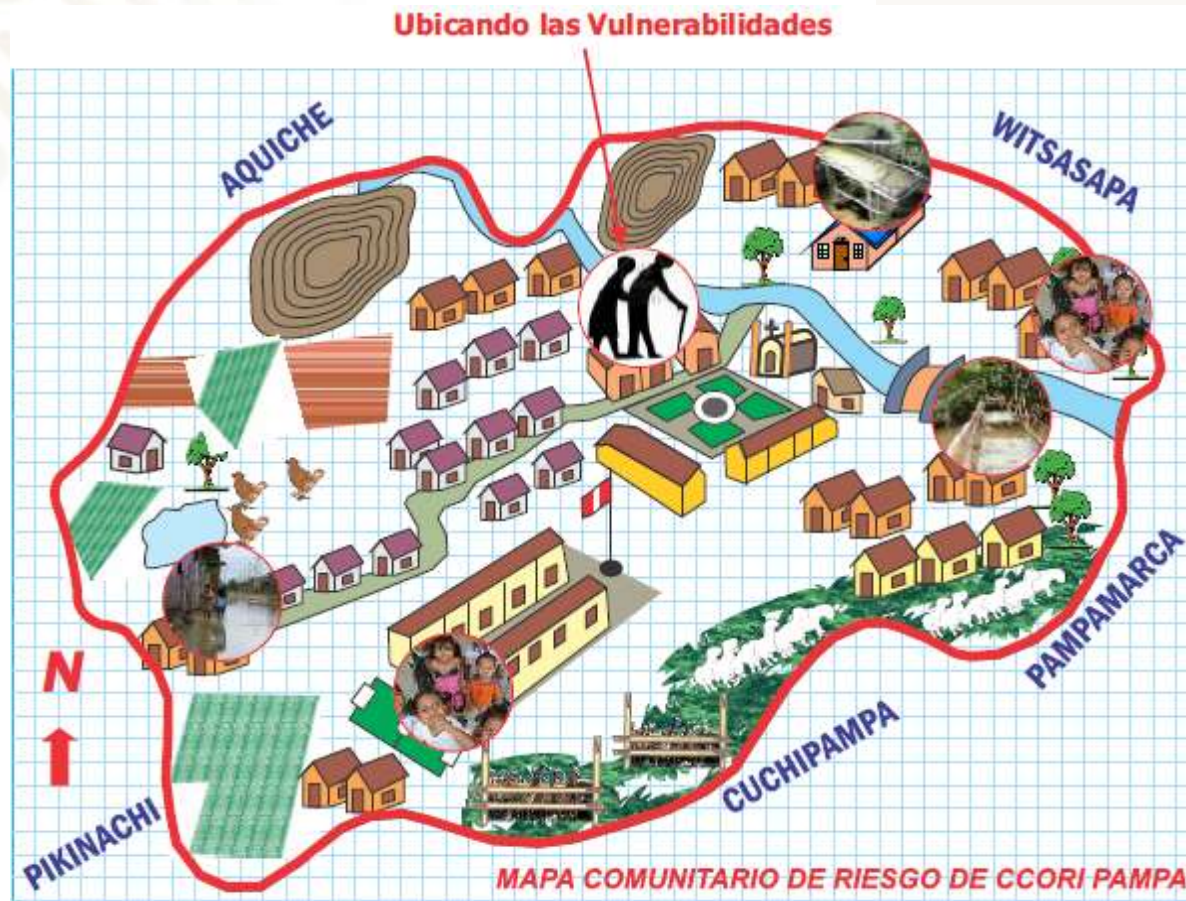 Ubicando las Vulnerabilidades
AQUICHE
WITSASAPA
PAMPAMARCA
N
CUCHIPAMPA
PIKINACHI
MAPA COMUNITARIO DE RIESGO DE CCORI PAMPA